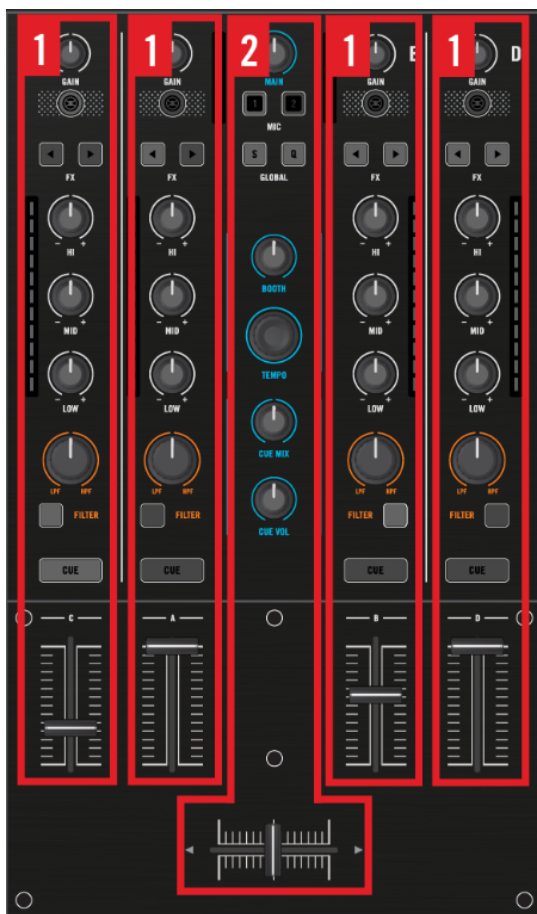 1 1 2 1 B 1 D
GAIN GAIN MAIN GAIN GAIN
1 2
MIC
S Q
FX FX GLOBAL FX FX
- + - + - + - +
HI HI HI HI
BOOTH
- + - + - + - +
MID MID MID MID
TEMPO
- + - + - + - +
LOW LOW LOW LOW
CUE MIX
LPF HPF LPF HPF LPF HPF LPF HPF
FILTER FILTER CUE VOL FILTER FILTER
CUE CUE CUE CUE
C A B D